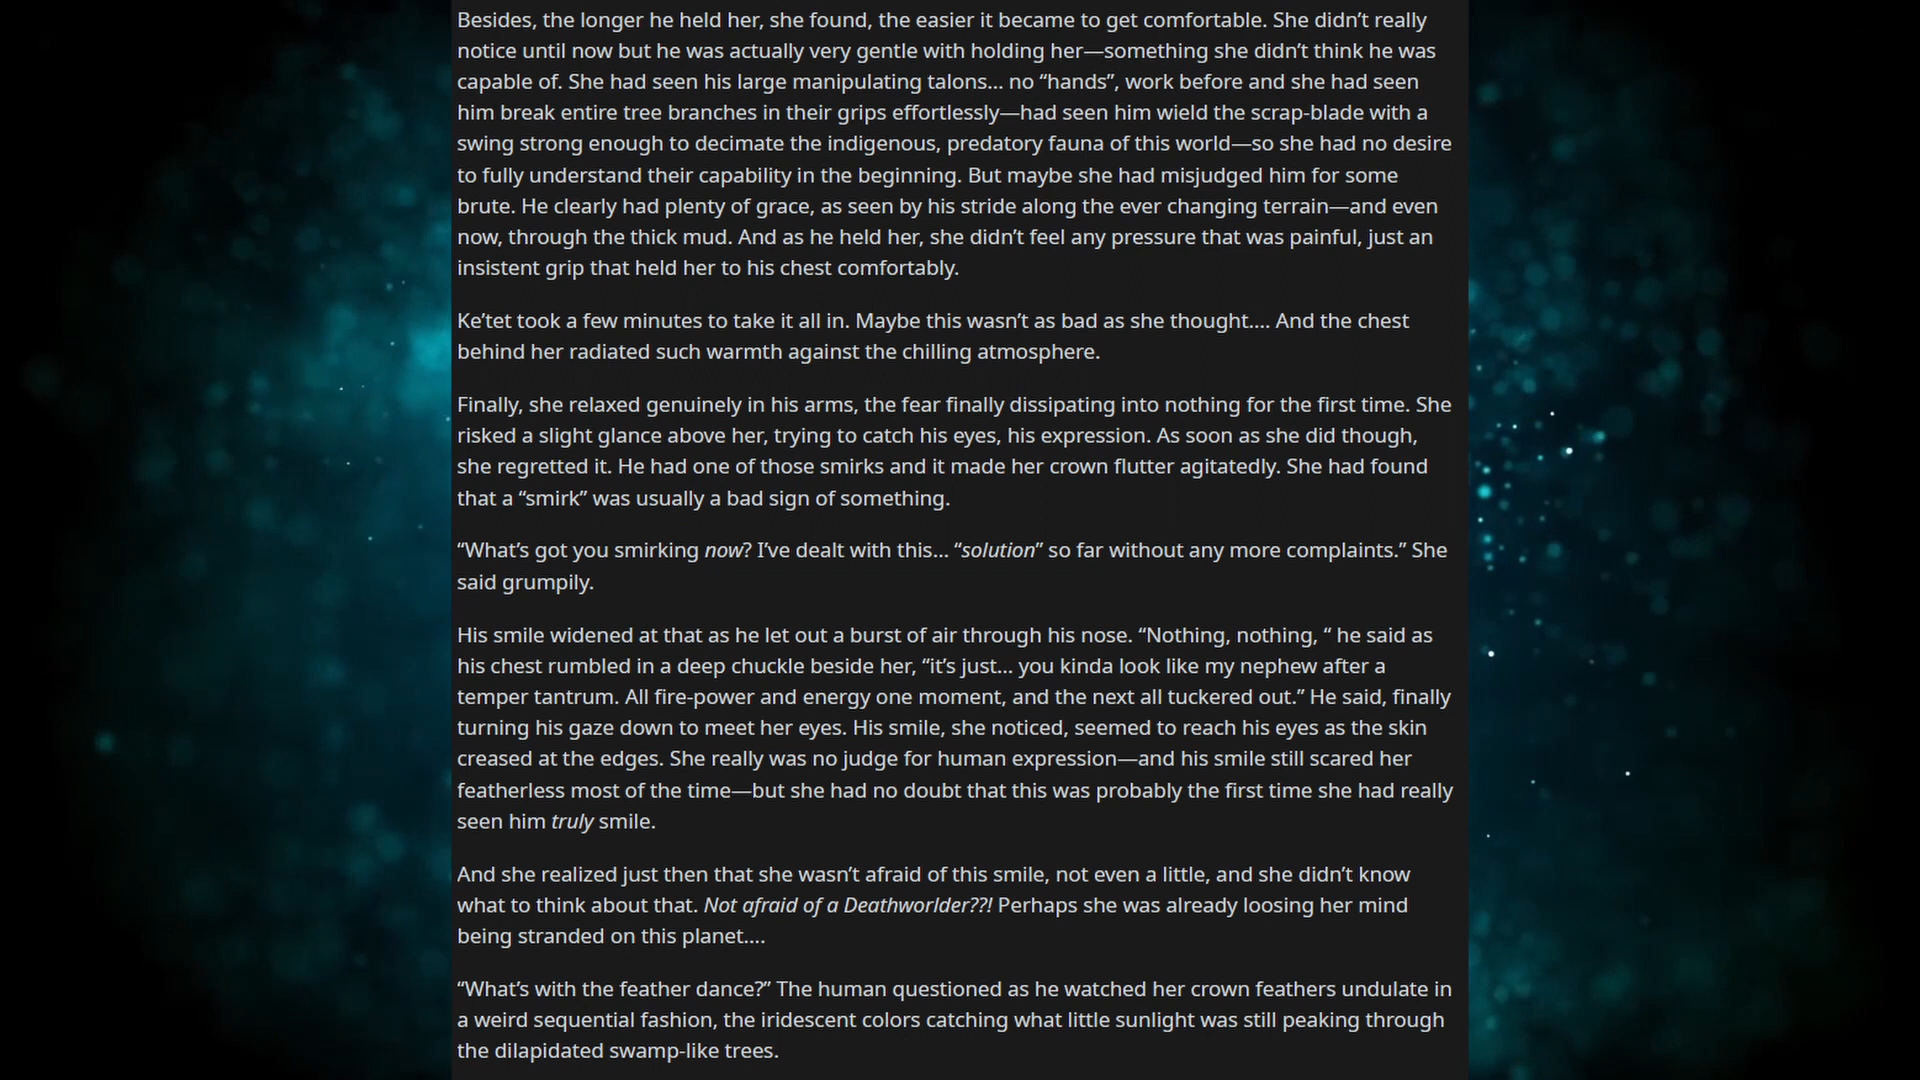 Besides, the longer he held her, she found, the easier it became to get comfortable. She didn’t really
notice until now but he was actually very gentle with holding her—something she didn’t think he was
capable of. She had seen his large manipulating talons... no “hands”, work before and she had seen
him break entire tree branches in their grips effortlessly—had seen him wield the scrap-blade with a
swing strong enough to decimate the indigenous, predatory fauna of this world—so she had no desire
to fully understand their capability in the beginning. But maybe she had misjudged him for some
brute. He clearly had plenty of grace, as seen by his stride along the ever changing terrain—and even
now, through the thick mud. And as he held her, she didn’t feel any pressure that was painful, just an
insistent grip that held her to his chest comfortably.
Ke’tet took a few minutes to take it all in. Maybe this wasn’t as bad as she thought.... And the chest
behind her radiated such warmth against the chilling atmosphere.
Finally, she relaxed genuinely in his arms, the fear finally dissipating into nothing for the first time. She
risked a slight glance above her, trying to catch his eyes, his expression. As soon as she did though,
she regretted it. He had one of those smirks and it made her crown flutter agitatedly. She had found
that a “smirk” was usually a bad sign of something.
“What’s got you smirking now? I’ve dealt with this... “solution” so far without any more complaints.” She
said grumpily.
His smile widened at that as he let out a burst of air through his nose. “Nothing, nothing, “ he said as
his chest rumbled in a deep chuckle beside her, “it’s just... you kinda look like my nephew after a
temper tantrum. All fire-power and energy one moment, and the next all tuckered out.” He said, finally
turning his gaze down to meet her eyes. His smile, she noticed, seemed to reach his eyes as the skin
creased at the edges. She really was no judge for human expression—and his smile still scared her
featherless most of the time—but she had no doubt that this was probably the first time she had really
seen him truly smile.
And she realized just then that she wasn’t afraid of this smile, not even a little, and she didn’t know
what to think about that. Not afraid of a Deathworlder??! Perhaps she was already loosing her mind
being stranded on this planet....
“What’s with the feather dance?” The human questioned as he watched her crown feathers undulate in
a weird sequential fashion, the iridescent colors catching what little sunlight was still peaking through
the dilapidated swamp-like trees.